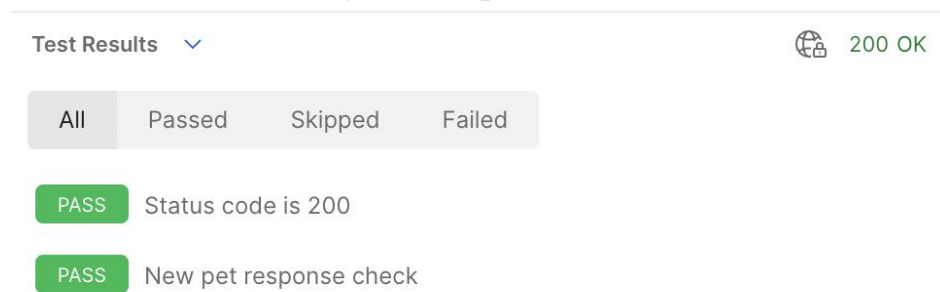 Test Results 200 OK
All Passed Skipped Failed
PASS Status code is 200
PASS New pet response check